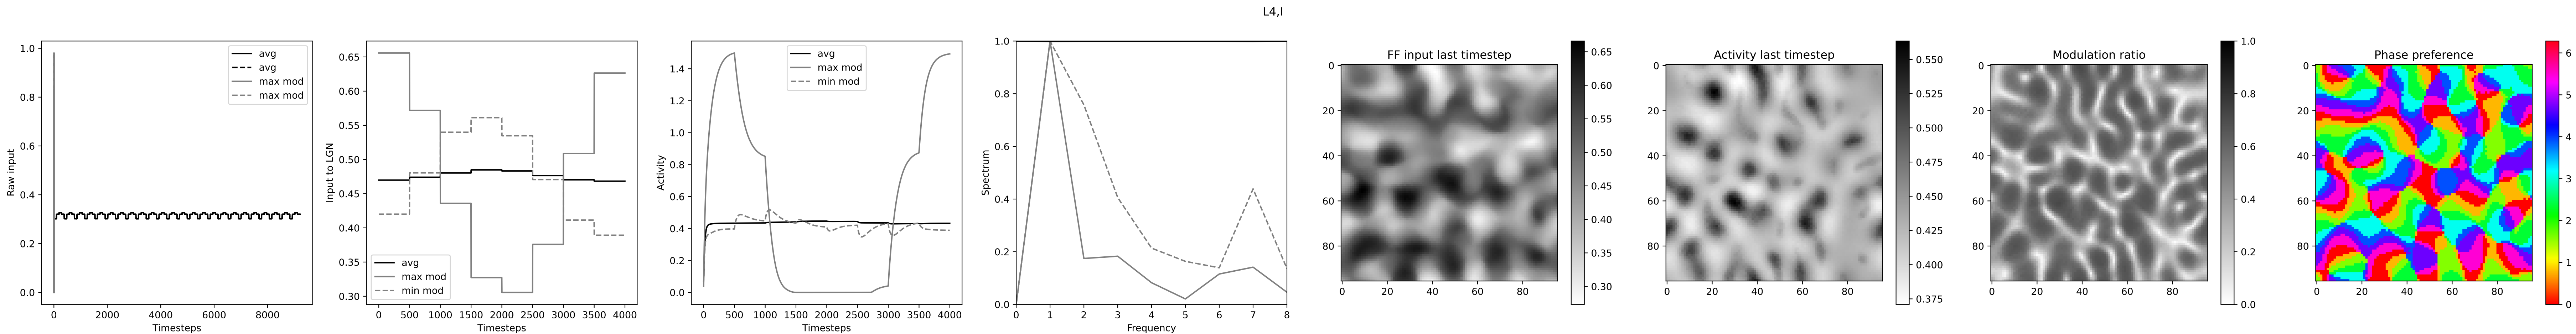 L4,I
Raw input
1.0
0.8
0.6
0.4
0.2
0.0
avg
avg
max mod
max mod
0 2000 4000 6000 8000
Timesteps
Input to LGN
0.65
0.60
0.55
0.50
0.45
0.40
0.35
0.30
avg
max mod
min mod
0 500 1000 1500 2000 2500 3000 3500 4000
Timesteps
Activity
1.4
1.2
1.0
0.8
0.6
0.4
0.2
0.0
avg
max mod
min mod
0 500 1000 1500 2000 2500 3000 3500 4000
Timesteps
Spectrum
1.0
0.8
0.6
0.4
0.2
0.0
0 1 2 3 4 5 6 7 8
Frequency
FF input last timestep
0
20
40
60
80
0 20 40 60 80
0.65
0.60
0.55
0.50
0.45
0.40
0.35
0.30
Activity last timestep
0
20
40
60
80
0 20 40 60 80
0.550
0.525
0.500
0.475
0.450
0.425
0.400
0.375
Modulation ratio
0
20
40
60
80
0 20 40 60 80
1.0
0.8
0.6
0.4
0.2
0.0
Phase preference
0
20
40
60
80
0 20 40 60 80
6
5
4
3
2
1
0